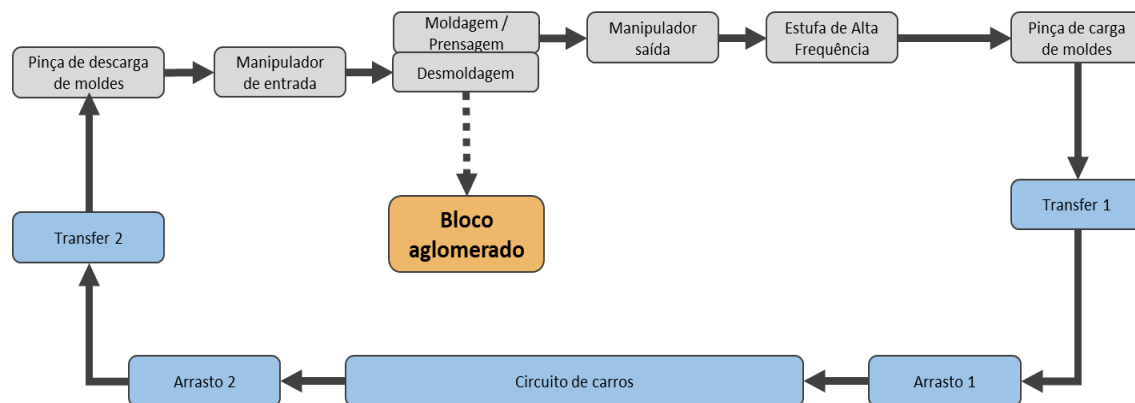 Moldagem /
Prensagem
Desmoldagem
Manipulador
saída
Estufa de Alta
Frequência
Pinça de carga
de moldes
Pinça de descarga
de moldes
Manipulador
de entrada
Bloco
aglomerado
Transfer 1
Transfer 2
Arrasto 2
Circuito de carros
Arrasto 1